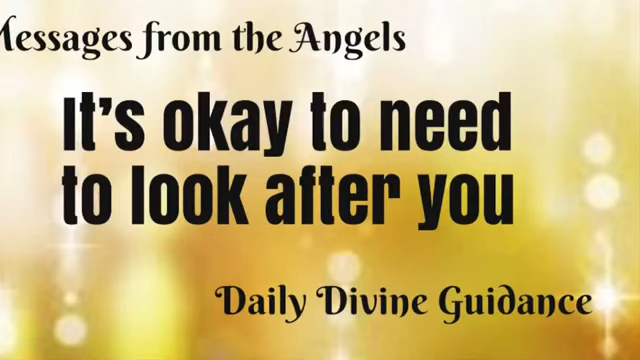 Messages from the Angels
It's okay to need
to look after you
Daily Divine Guidance